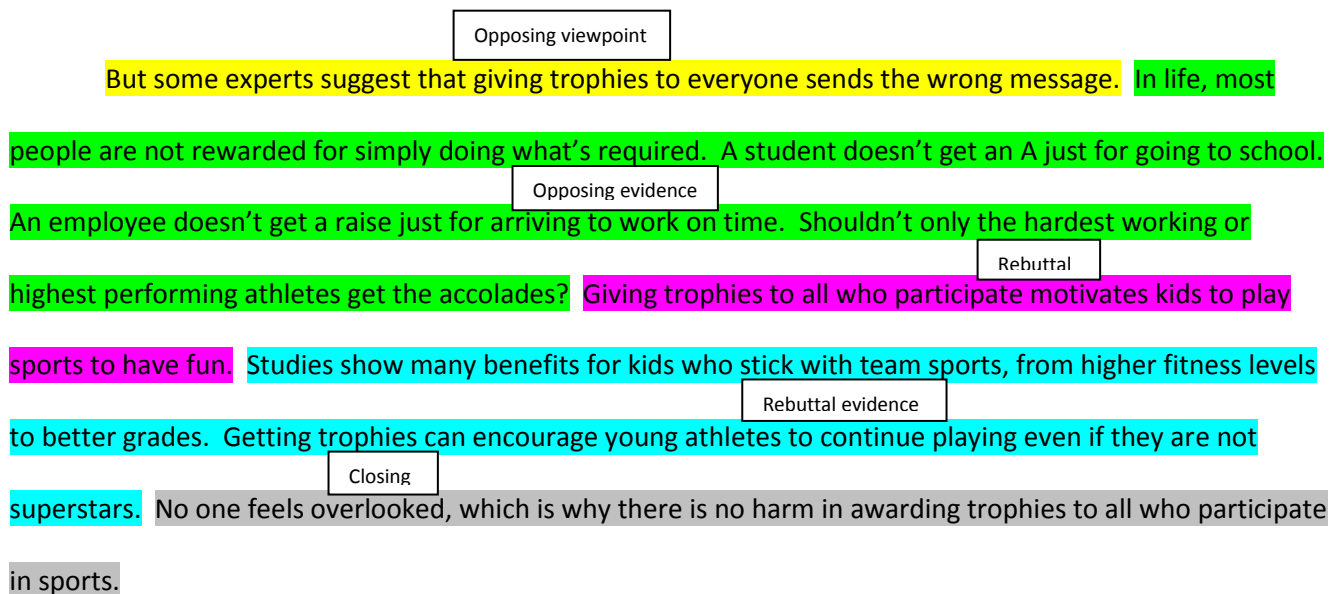 Opposing viewpoint
But some experts suggest that giving trophies to everyone sends the wrong message.  In life, most
people are not rewarded for simply doing what's required.  A student doesn't get an A just for going to school.
Opposing evidence
An employee doesn't get a raise just for arriving to work on time.  Shouldn't only the hardest working or
Rebuttal
highest performing athletes get the accolades?  Giving trophies to all who participate motivates kids to play
sports to have fun.  Studies show many benefits for kids who stick with team sports, from higher fitness levels
Rebuttal evidence
to better grades.  Getting trophies can encourage young athletes to continue playing even if they are not
Closing
superstars.  No one feels overlooked, which is why there is no harm in awarding trophies to all who participate
in sports.